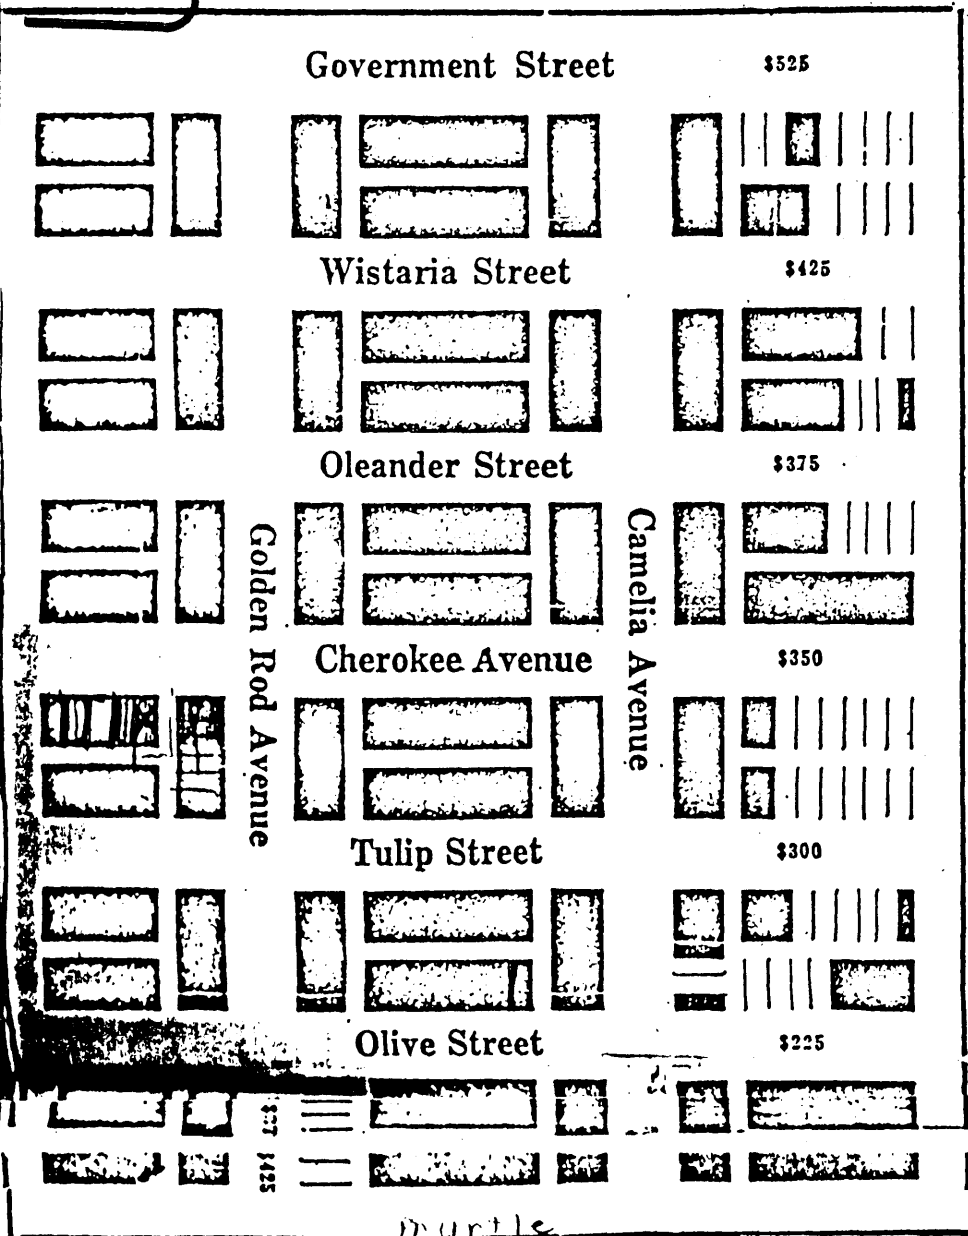 Government Street $525
Wistaria Street $425
Oleander Street $375
Golden Rod Avenue
Camelia Avenue
Cherokee Avenue $350
Tulip Street $300
Olive Street $225
$425
Myrtle